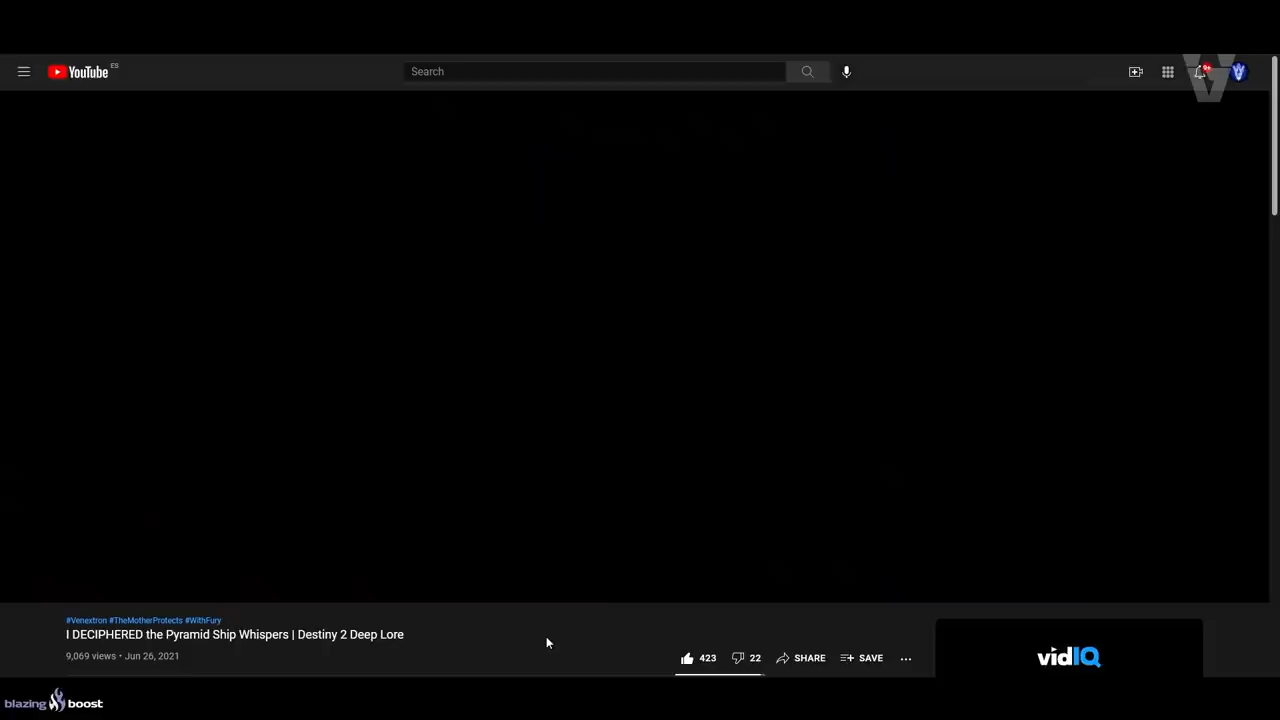 YouTube ES
Search
9+
#Venextron #TheMotherProtects #WithFury
I DECIPHERED the Pyramid Ship Whispers | Destiny 2 Deep Lore
9,069 views • Jun 26, 2021
423 22 SHARE SAVE ...
vidIQ
blazing boost